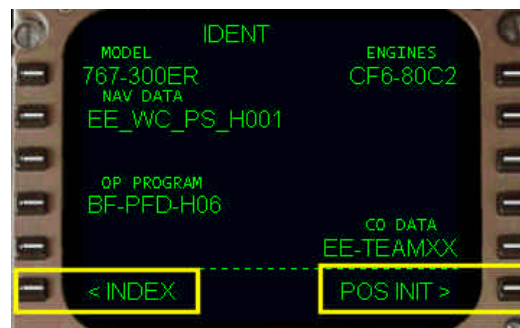 IDENT
MODEL ENGINES
767-300ER CF6-80C2
NAV DATA
EE_WC_PS_H001
OP PROGRAM
BF-PFD-H06
CO DATA
EE-TEAMXX
< INDEX POS INIT >